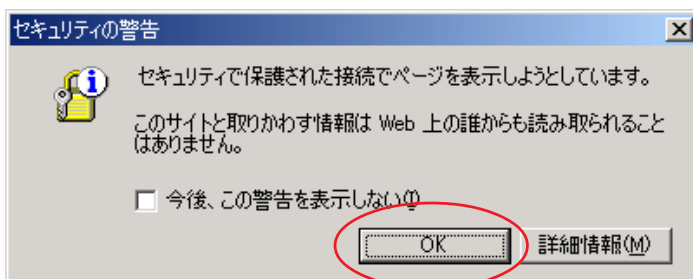 セキュリティの警告
セキュリティで保護された接続でページを表示しようとしています。
このサイトと取りかわす情報は Web 上の誰からも読み取られること
はありません。
今後、この警告を表示しない(I)
OK
詳細情報(M)